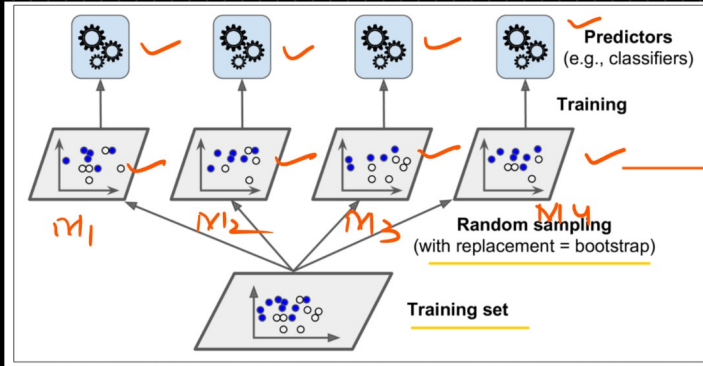 Predictors
(e.g., classifiers)
Training
M1
M2
M3
M4
Random sampling
(with replacement = bootstrap)
Training set